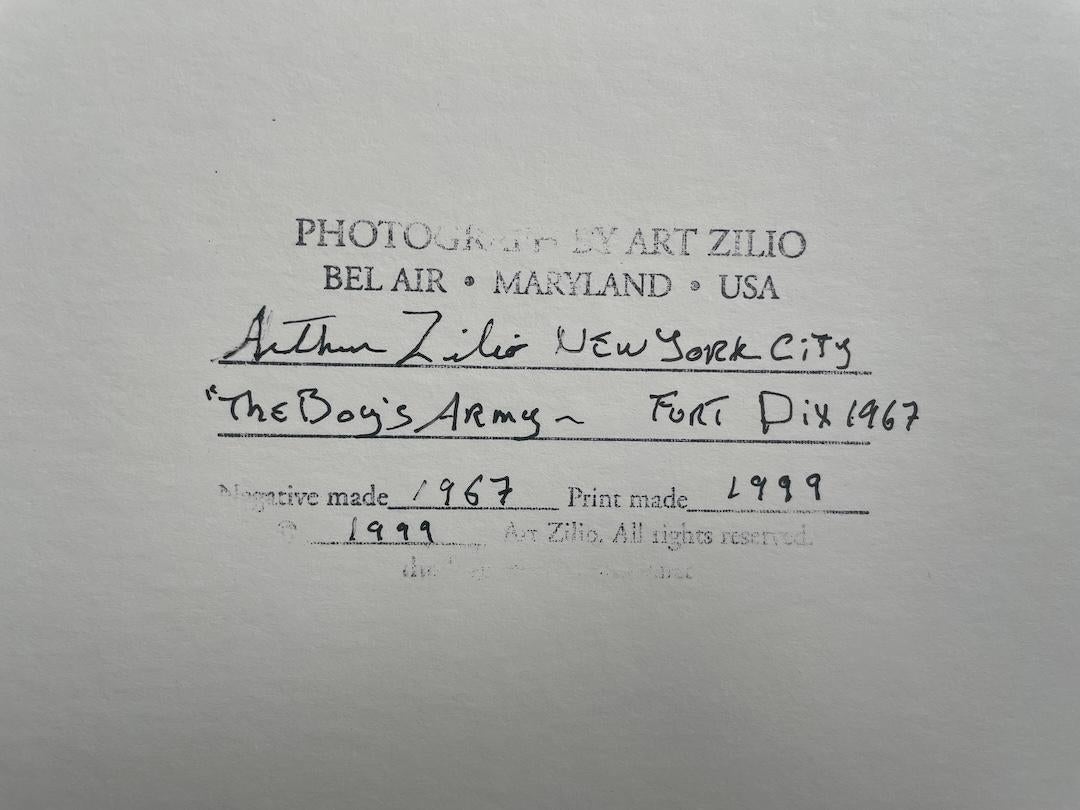 PHOTOGRAPH BY ART ZILIO
BEL AIR • MARYLAND • USA
Arthur Zilio NEW YORK CITY
"The Boy's Army ~ FORT DIX 1967
Negative made 1967 Print made 1999
© 1999 Art Zilio. All rights reserved.